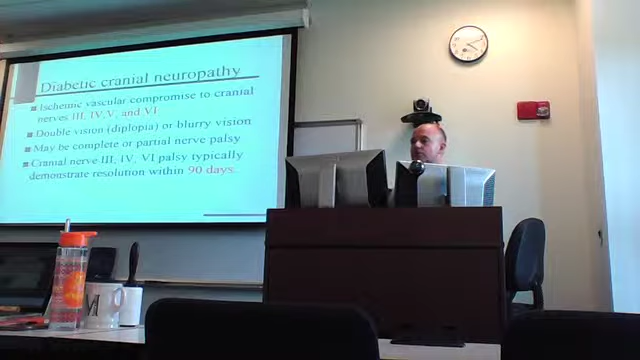 Diabetic cranial neuropathy
Ischemic vascular compromise to cranial
nerves III, IV,V, and VI.
Double vision (diplopia) or blurry vision
May be complete or partial nerve palsy
Cranial nerve III, IV, VI palsy typically
demonstrate resolution within 90 days.